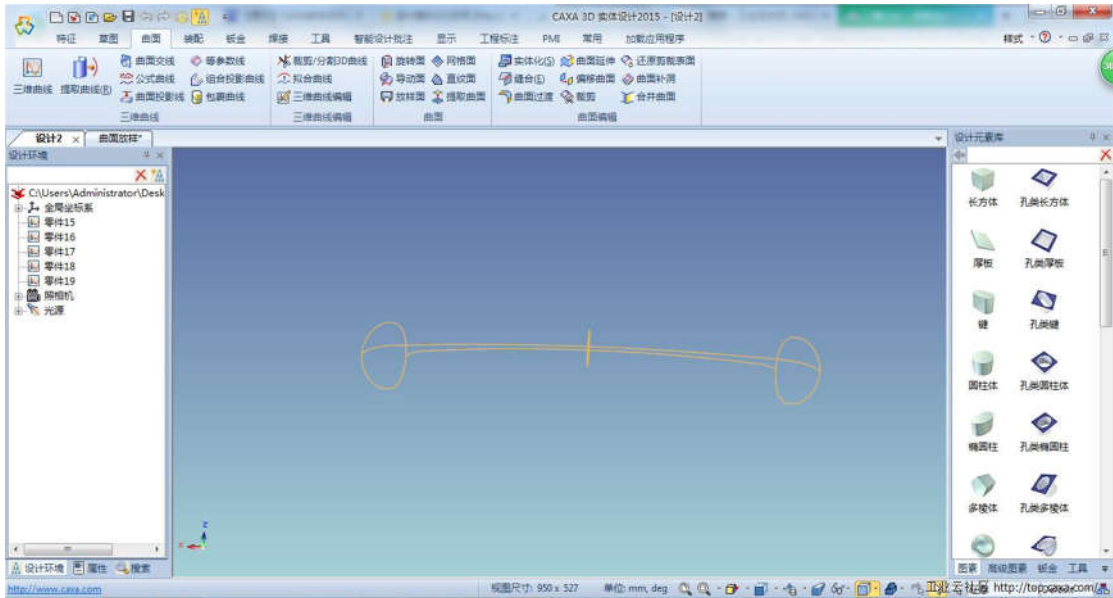 CAXA 3D 实体设计2015 - [设计2]
特征 草图 曲面 装配 钣金 焊接 工具 智能设计批注 显示 工程标注 PMI 常用 加载应用程序 样式
三维曲线 提取曲线(E) 曲面交线 等参数线 裁剪/分割3D曲线 旋转面 网格面 实体化(S) 曲面延伸 还原剪裁表面
公式曲线 组合投影曲线 拟合曲线 导动面 直纹面 缝合(E) 偏移曲面 曲面补洞
曲面投影线 包裹曲线 三维曲线编辑 放样面 提取曲面 曲面过渡 裁剪 合并曲面
三维曲线 三维曲线编辑 曲面 曲面编辑
设计2 曲面放样*
设计环境
C:\Users\Administrator\Desk
全局坐标系
零件15
零件16
零件17
零件18
零件19
照相机
光源
Z
设计环境 属性 搜索
设计元素库
长方体 孔类长方体
厚板 孔类厚板
键 孔类键
圆柱体 孔类圆柱体
椭圆柱 孔类椭圆柱
多棱体 孔类多棱体
图素 高级图素 钣金 工具
http://www.caxa.com 视图尺寸: 950 x 527 单位: mm, deg
工业云社区 http://top.caxa.com/